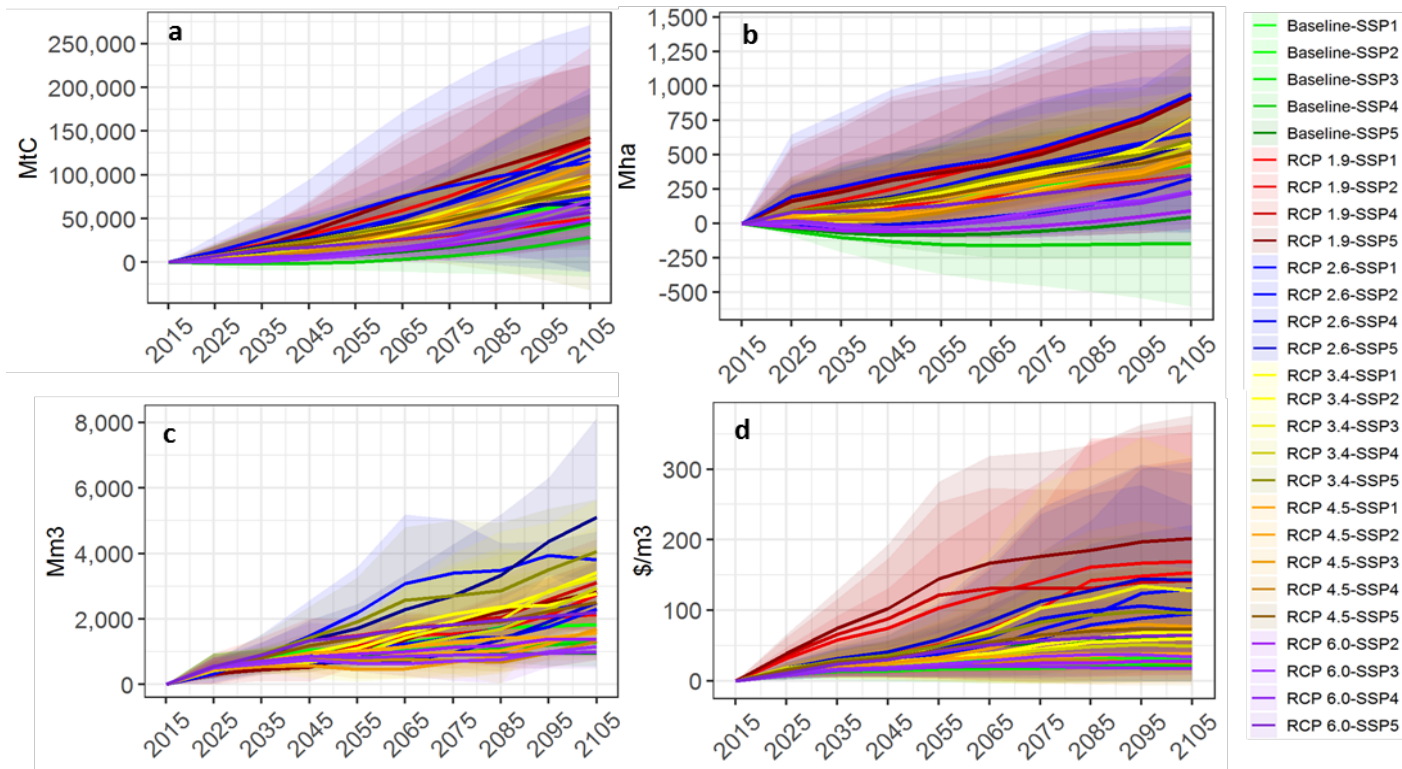 a
MtC
250,000
200,000
150,000
100,000
50,000
0
2015
2025
2035
2045
2055
2065
2075
2085
2095
2105
b
Mha
1,500
1,250
1,000
750
500
250
0
-250
-500
2015
2025
2035
2045
2055
2065
2075
2085
2095
2105
c
Mm3
8,000
6,000
4,000
2,000
0
2015
2025
2035
2045
2055
2065
2075
2085
2095
2105
d
$/m3
300
200
100
0
2015
2025
2035
2045
2055
2065
2075
2085
2095
2105
Baseline-SSP1
Baseline-SSP2
Baseline-SSP3
Baseline-SSP4
Baseline-SSP5
RCP 1.9-SSP1
RCP 1.9-SSP2
RCP 1.9-SSP4
RCP 1.9-SSP5
RCP 2.6-SSP1
RCP 2.6-SSP2
RCP 2.6-SSP4
RCP 2.6-SSP5
RCP 3.4-SSP1
RCP 3.4-SSP2
RCP 3.4-SSP3
RCP 3.4-SSP4
RCP 3.4-SSP5
RCP 4.5-SSP1
RCP 4.5-SSP2
RCP 4.5-SSP3
RCP 4.5-SSP4
RCP 4.5-SSP5
RCP 6.0-SSP2
RCP 6.0-SSP3
RCP 6.0-SSP4
RCP 6.0-SSP5